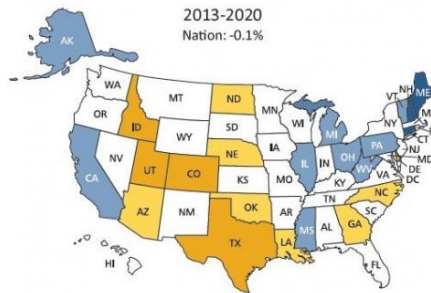 2013-2020
Nation: -0.1%
AK
WA
MT
ND
MN
VT
NH
ME
OR
ID
WY
SD
WI
MI
NY
NV
UT
CO
NE
IA
IL
IN
OH
PA
CT
NJ
DE
MD
DC
CA
KS
MO
KY
WV
VA
AZ
NM
OK
AR
TN
NC
SC
TX
LA
MS
AL
GA
FL
HI